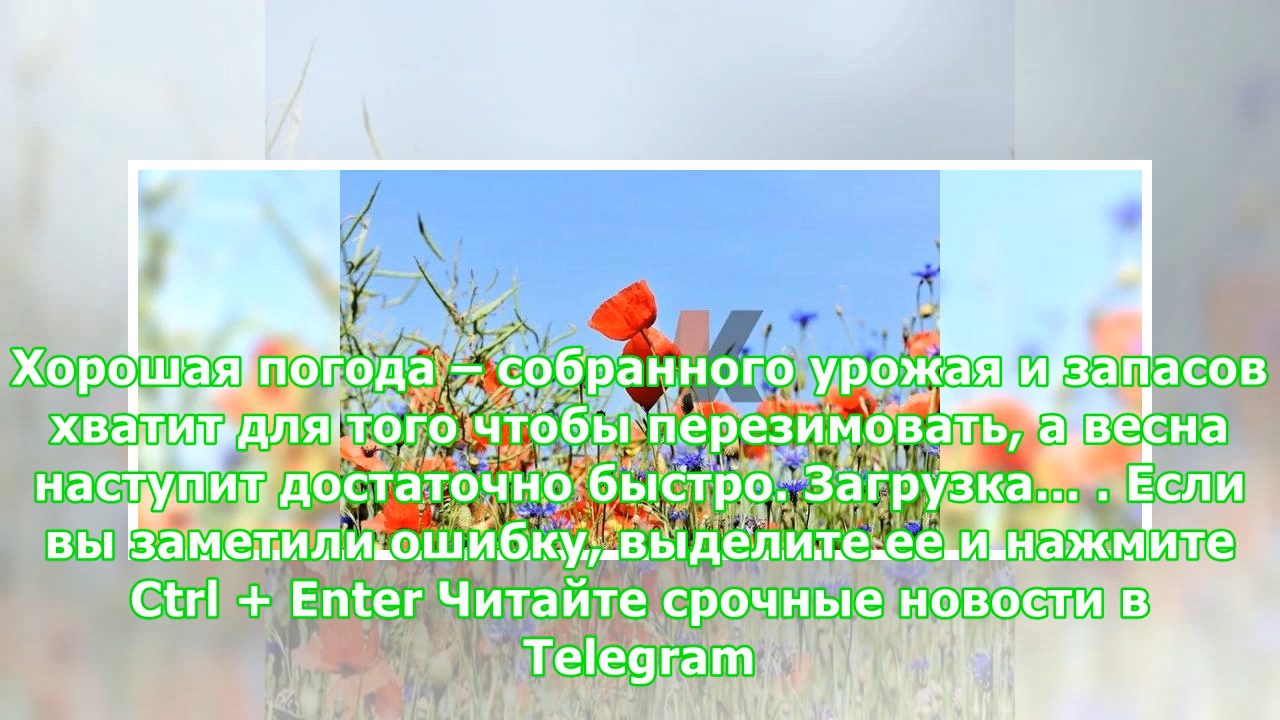 Хорошая погода – собранного урожая и запасов
хватит для того чтобы перезимовать, а весна
наступит достаточно быстро. Загрузка... . Если
вы заметили ошибку, выделите ее и нажмите
Ctrl + Enter Читайте срочные новости в
Telegram